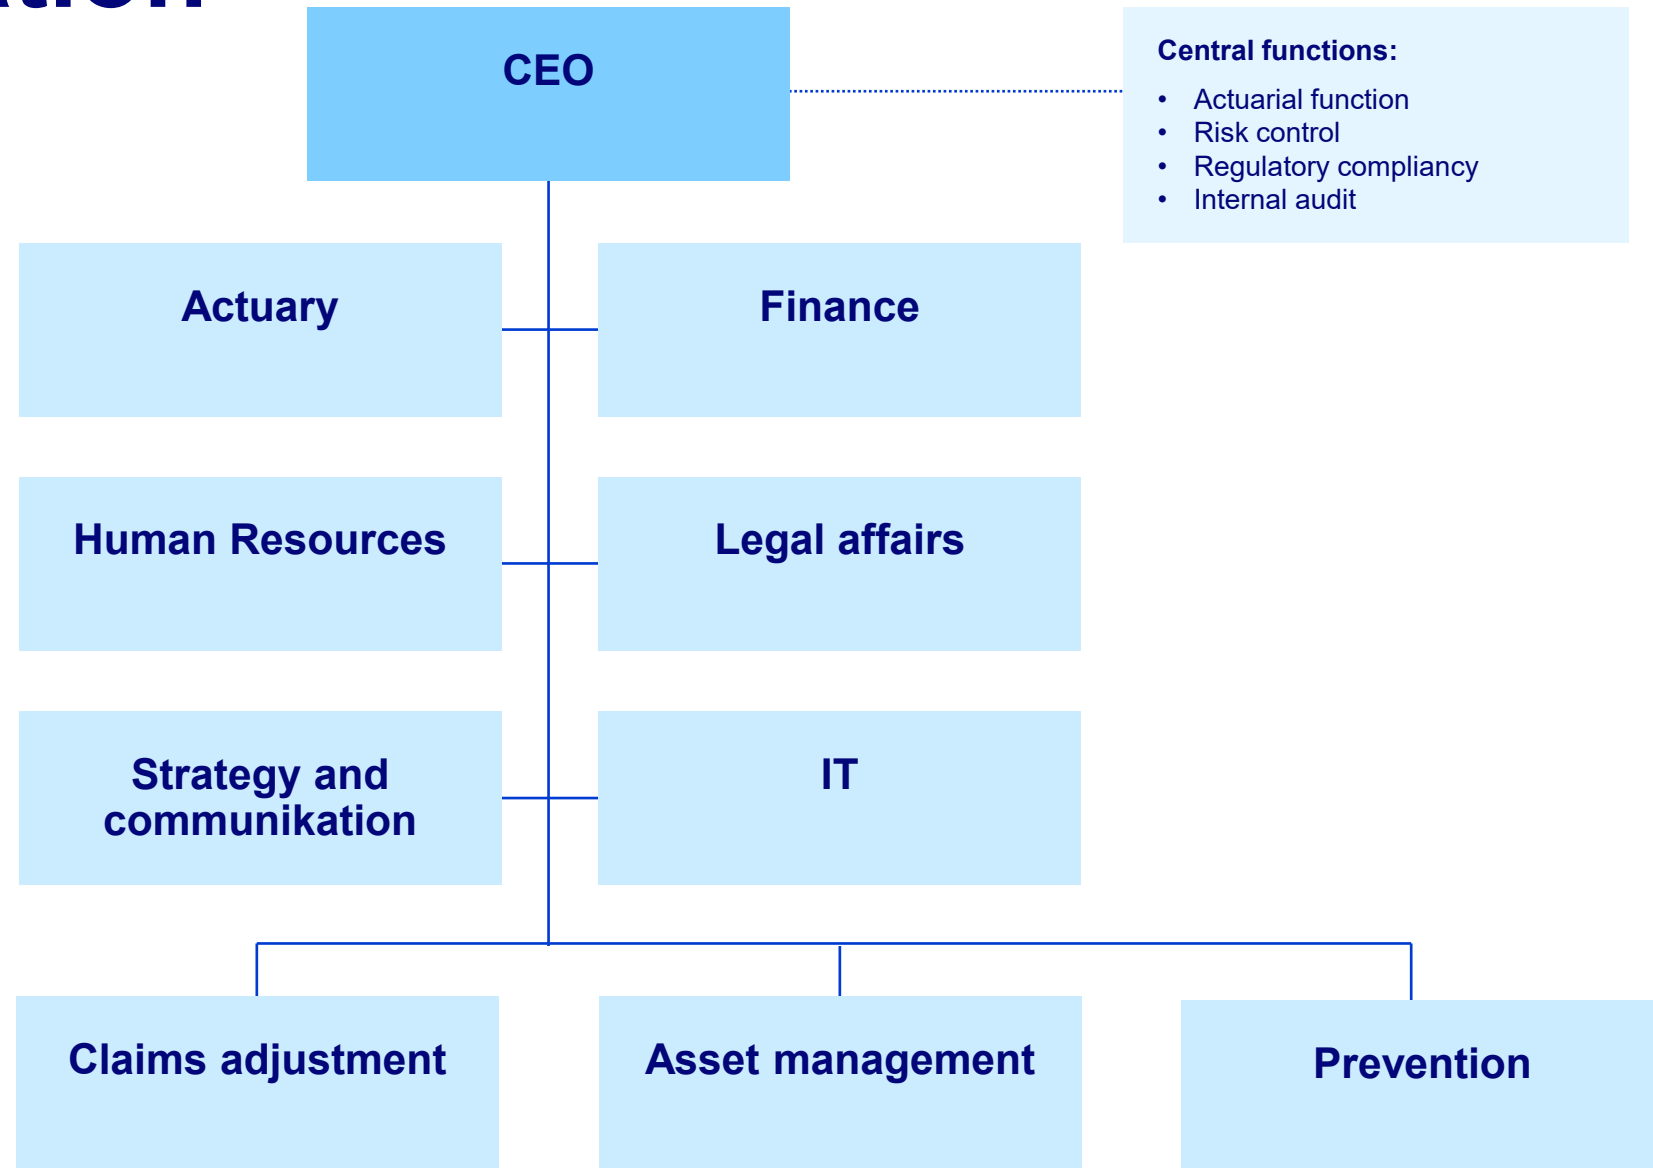 CEO
Central functions:
• Actuarial function
• Risk control
• Regulatory compliancy
• Internal audit
Actuary
Finance
Human Resources
Legal affairs
Strategy and
communikation
IT
Claims adjustment
Asset management
Prevention